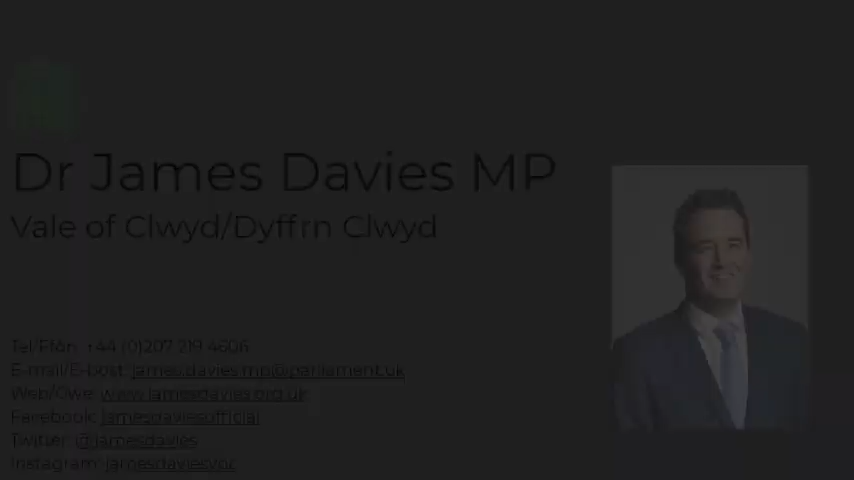 Dr James Davies MP
Vale of Clwyd/Dyffrn Clwyd
Tel/Ffôn: +44 (0)207 219 4606
E-mail/E-bost: james.davies.mp@parliament.uk
Web/Gwe: www.jamesdavies.org.uk
Facebook: jamesdaviesofficial
Twitter: @jamesdavies
Instagram: jamesdaviesvoc